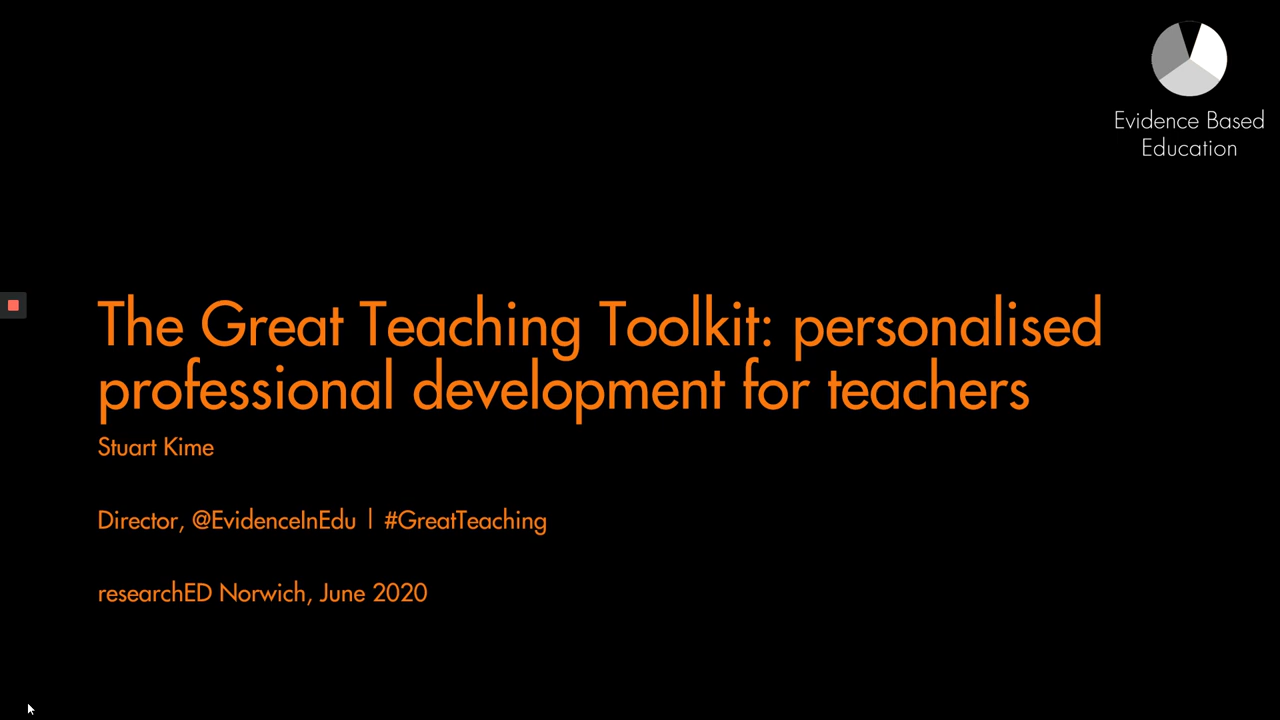 Evidence Based
Education
The Great Teaching Toolkit: personalised
professional development for teachers
Stuart Kime
Director, @EvidenceInEdu | #GreatTeaching
researchED Norwich, June 2020